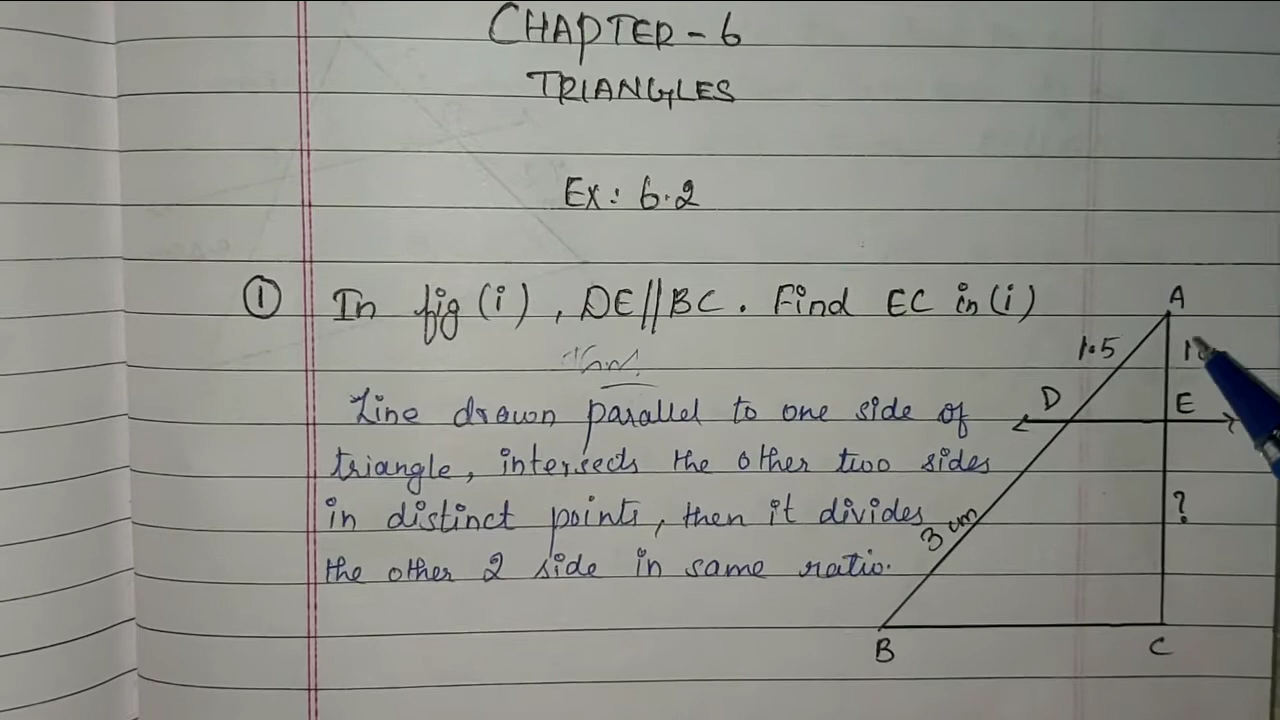 CHAPTER-6
TRIANGLES
Ex: 6.2
① In fig (i), DE//BC. Find EC in (i)
Line drawn parallel to one side of
triangle, intersects the other two sides
in distinct points, then it divides
the other 2 side in same ratio.
A
1.5
D
E
?
3 cm
B
C